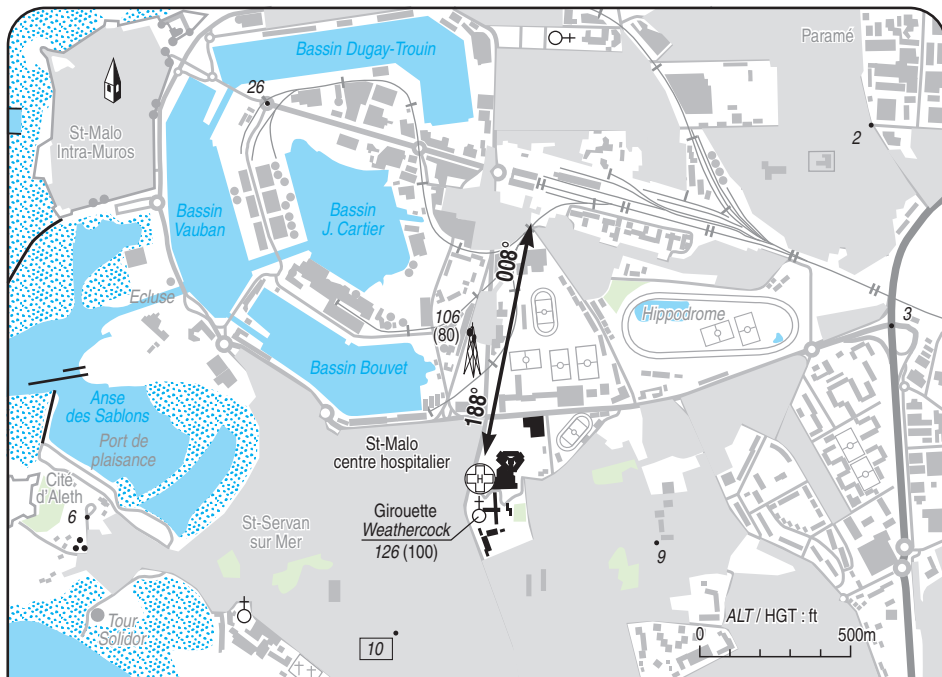 Bassin Dugay-Trouin
Paramé
26
2
St-Malo
Intra-Muros
Bassin
Vauban
Bassin
J. Cartier
008°
Ecluse
106
(80)
Hippodrome
3
Bassin Bouvet
188°
Anse
des Sablons
Port de
plaisance
St-Malo
centre hospitalier
H
Cité
d'Aleth
6
St-Servan
sur Mer
Girouette
Weathercock
126 (100)
9
Tour
Solidor
10
ALT / HGT : ft
0
500m